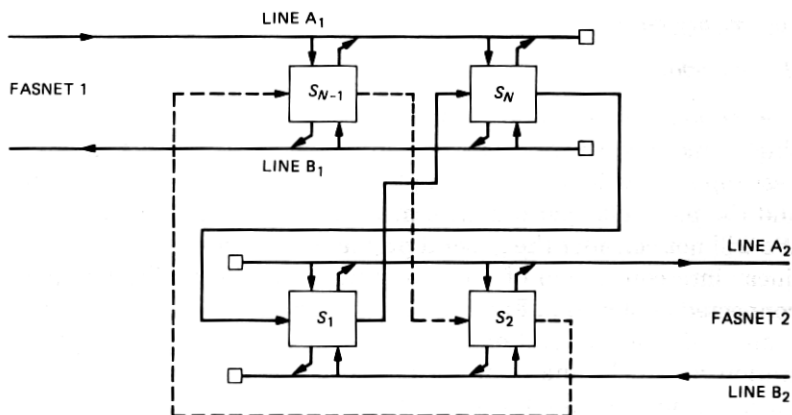 LINE A1
FASNET 1
SN−1
SN
LINE B1
LINE A2
S1
S2
FASNET 2
LINE B2